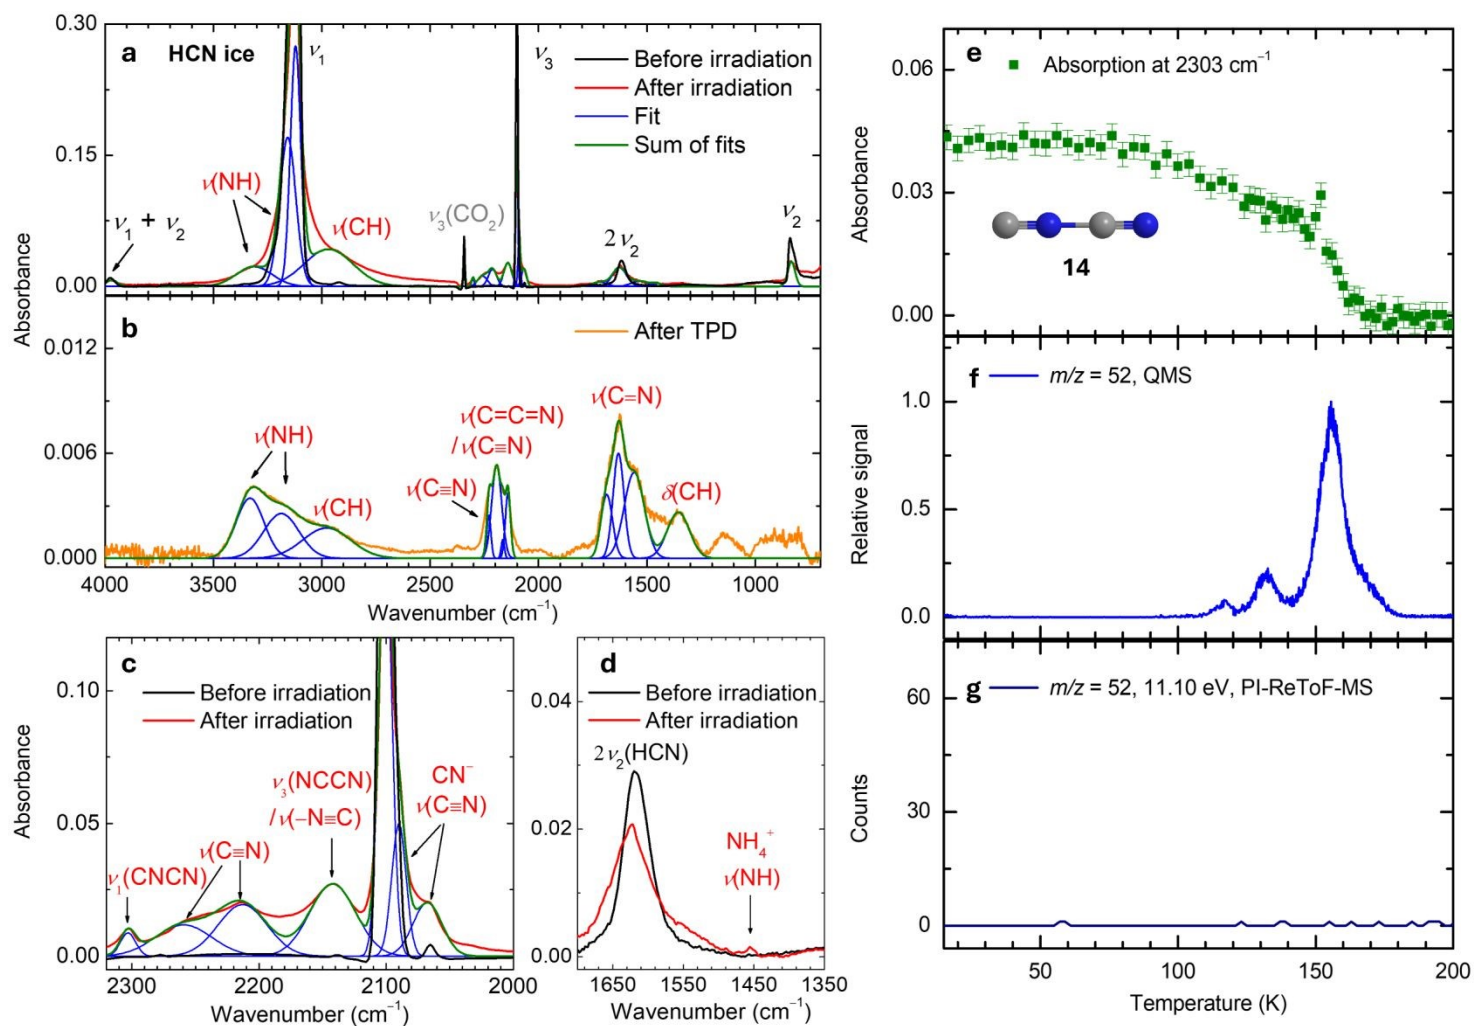 a HCN ice
ν₁
ν₃
Before irradiation
After irradiation
Fit
Sum of fits
ν₁ + ν₂
ν(NH)
ν(CH)
ν₃(CO₂)
2ν₂
ν₂
0.30
0.15
0.00
Absorbance
b
After TPD
ν(NH)
ν(CH)
ν(C≡N)
ν(C=C=N)
/ν(C≡N)
ν(C=N)
δ(CH)
0.012
0.006
0.000
4000 3500 3000 2500 2000 1500 1000
Wavenumber (cm⁻¹)
c
Before irradiation
After irradiation
ν₁(CNCN)
ν(C≡N)
ν₃(NCCN)
/ν(–N≡C)
CN⁻
ν(C≡N)
0.10
0.05
0.00
Absorbance
2300 2200 2100 2000
Wavenumber (cm⁻¹)
d
Before irradiation
After irradiation
2ν₂(HCN)
NH₄⁺
ν(NH)
0.04
0.02
0.00
1650 1550 1450 1350
Wavenumber (cm⁻¹)
e
Absorption at 2303 cm⁻¹
14
0.06
0.03
0.00
Absorbance
f
m/z = 52, QMS
1.0
0.5
0.0
Relative signal
g
m/z = 52, 11.10 eV, PI-ReToF-MS
60
30
0
Counts
50 100 150 200
Temperature (K)